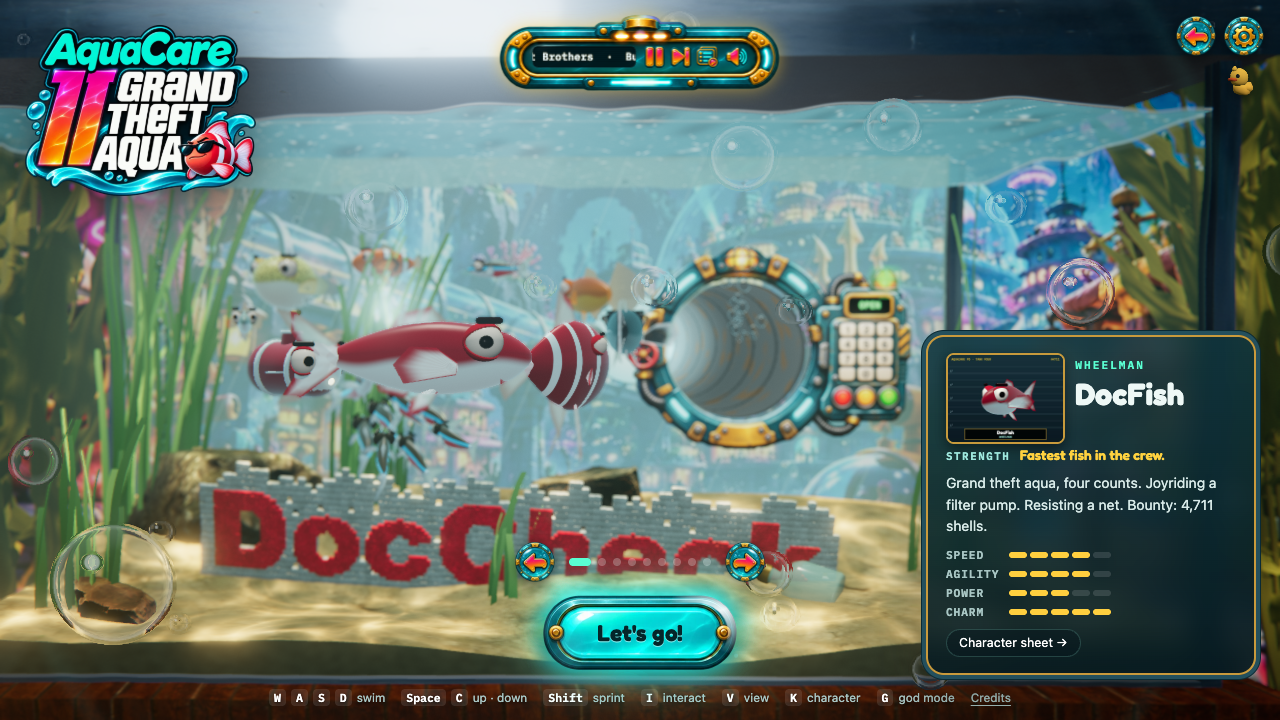 AquaCare
11 GRAND
THEFT
AQUA
Brothers ·
OPEN
WHEELMAN
DocFish
DocFish
STRENGTH Fastest fish in the crew.
Grand theft aqua, four counts. Joyriding a
filter pump. Resisting a net. Bounty: 4,711
shells.
SPEED
AGILITY
POWER
CHARM
Character sheet →
DocCheck
Let's go!
W A S D swim Space C up · down Shift sprint I interact V view K character G god mode Credits